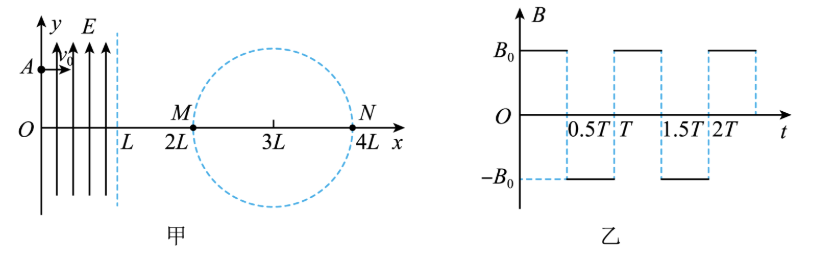 y E
v₀
A
M N
O L 2L 3L 4L x
甲
B
B₀
O 0.5T T 1.5T 2T t
−B₀
乙